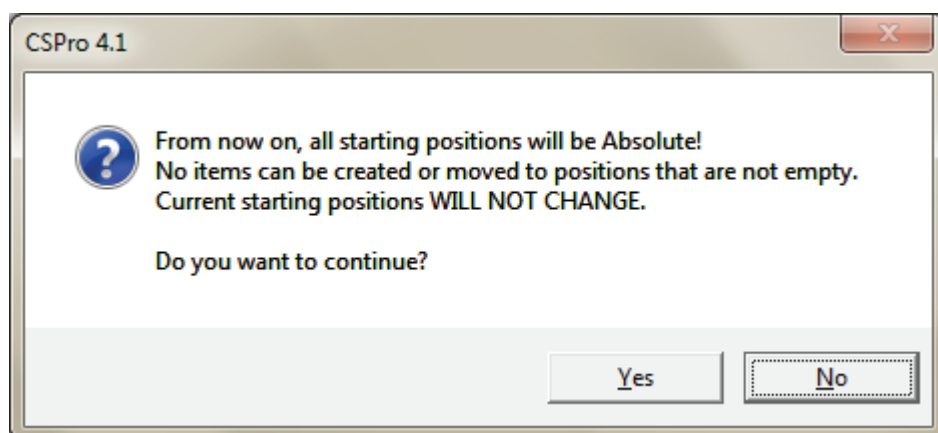 CSPro 4.1
From now on, all starting positions will be Absolute!
No items can be created or moved to positions that are not empty.
Current starting positions WILL NOT CHANGE.
Do you want to continue?
Yes
No